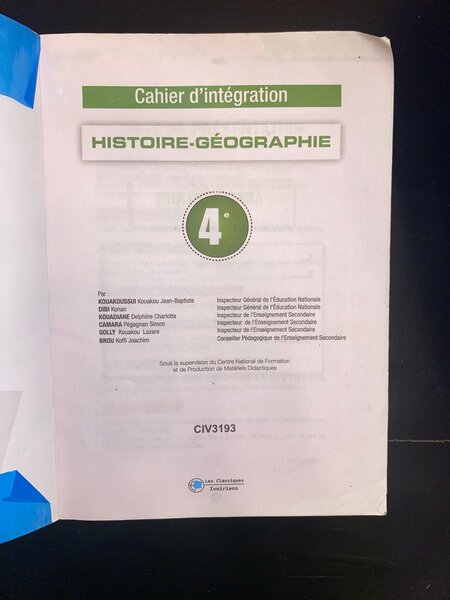 Cahier d'intégration
HISTOIRE-GÉOGRAPHIE
4e
Par :
KOUAKOUSSUI Kouakou Jean-Baptiste Inspecteur Général de l'Éducation Nationale
DIBI Konan Inspecteur Général de l'Éducation Nationale
KOUADIANE Delphine Charlotte Inspecteur de l'Enseignement Secondaire
CAMARA Pégagnan Simon Inspecteur de l'Enseignement Secondaire
GOLLY Kouakou Lazare Inspecteur de l'Enseignement Secondaire
BROU Koffi Joachim Conseiller Pédagogique de l'Enseignement Secondaire
Sous la supervision du Centre National de Formation
et de Production de Matériels Didactiques
CIV3193
Les Classiques
Ivoiriens